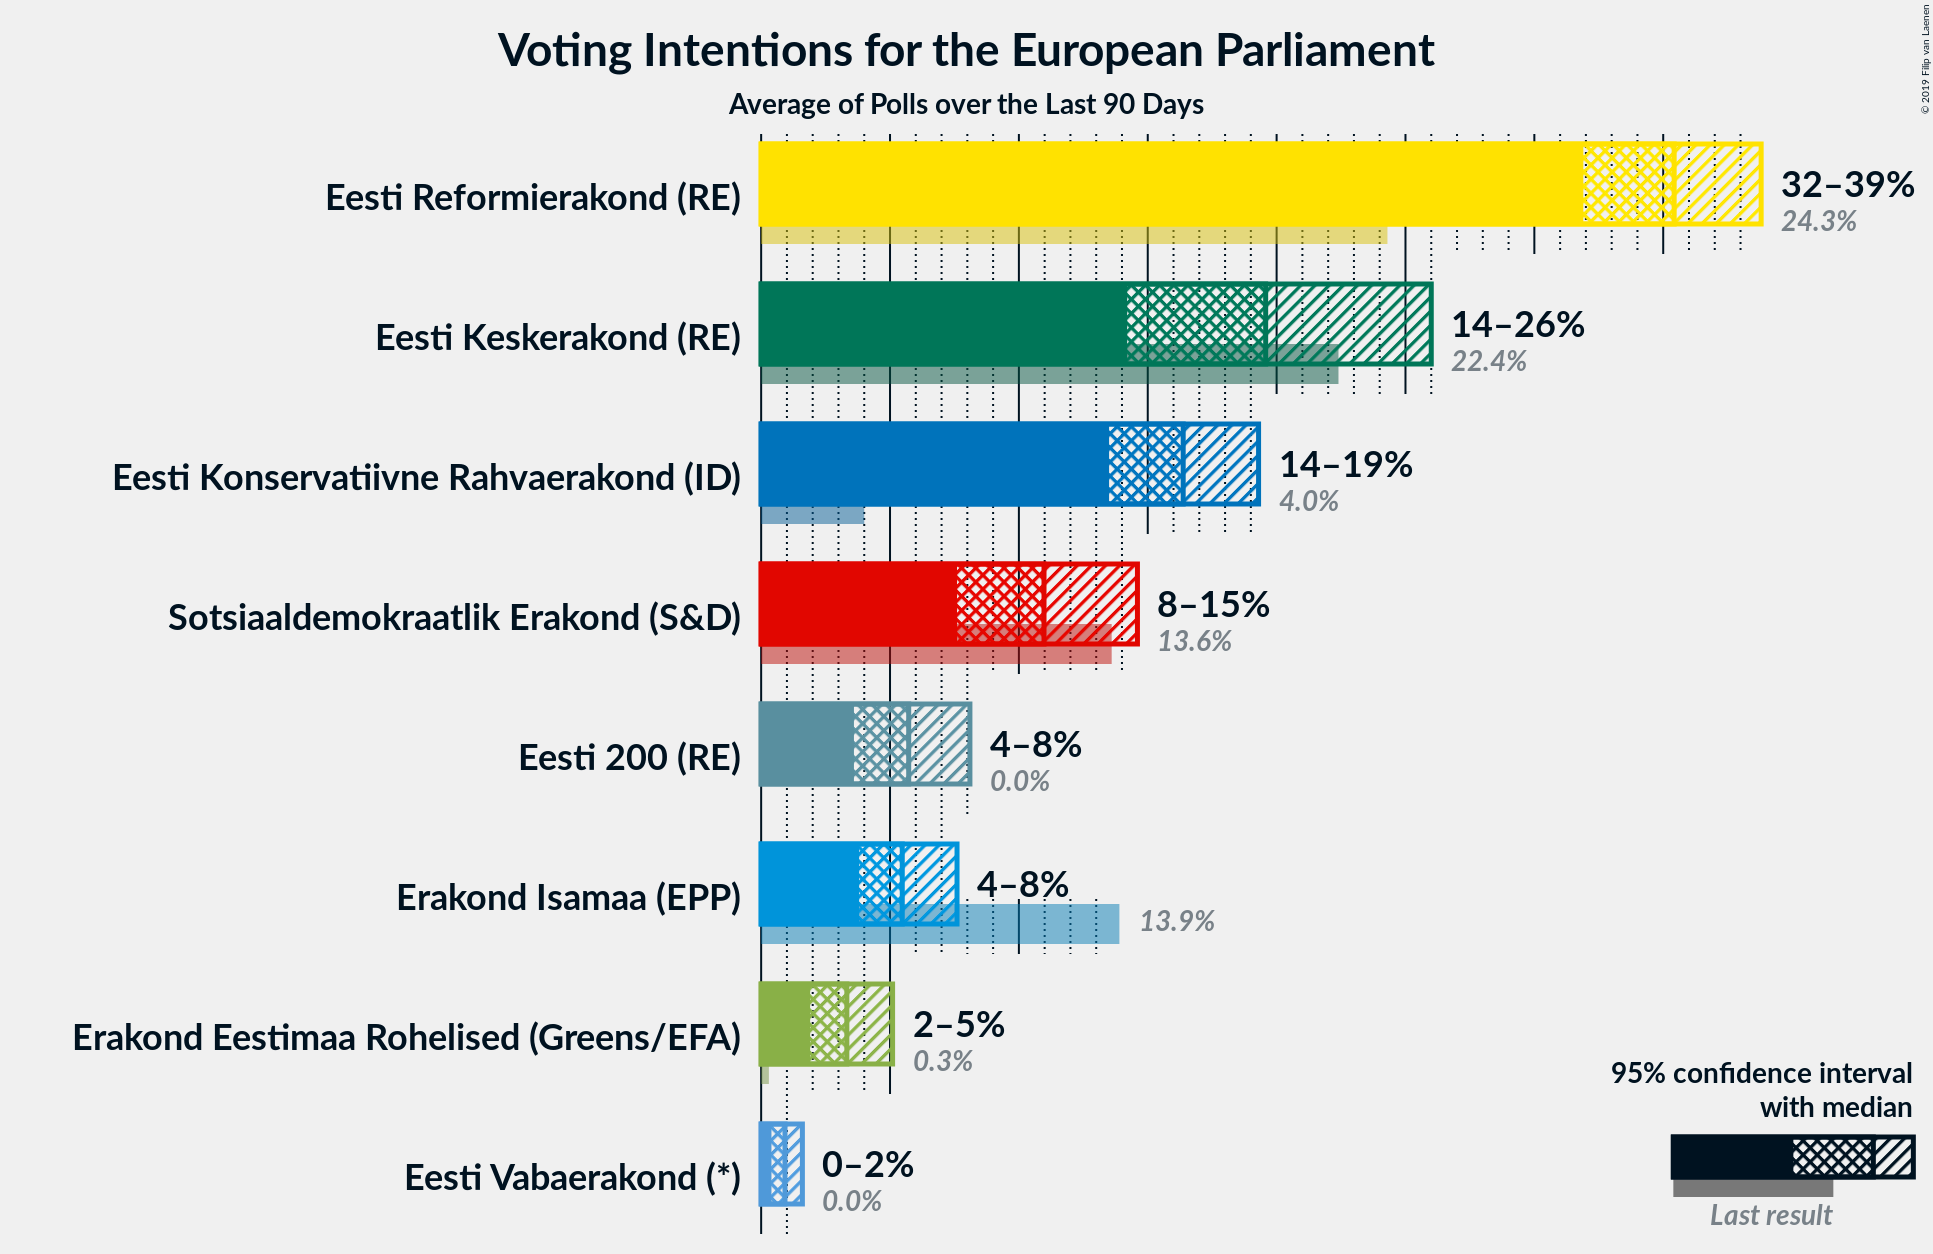 Voting Intentions for the European Parliament
Average of Polls over the Last 90 Days
© 2019 Filip van Laenen
Eesti Reformierakond (RE)
32–39%
24.3%
Eesti Keskerakond (RE)
14–26%
22.4%
Eesti Konservatiivne Rahvaerakond (ID)
14–19%
4.0%
Sotsiaaldemokraatlik Erakond (S&D)
8–15%
13.6%
Eesti 200 (RE)
4–8%
0.0%
Erakond Isamaa (EPP)
4–8%
13.9%
Erakond Eestimaa Rohelised (Greens/EFA)
2–5%
0.3%
Eesti Vabaerakond (*)
0–2%
0.0%
95% confidence interval
with median
Last result